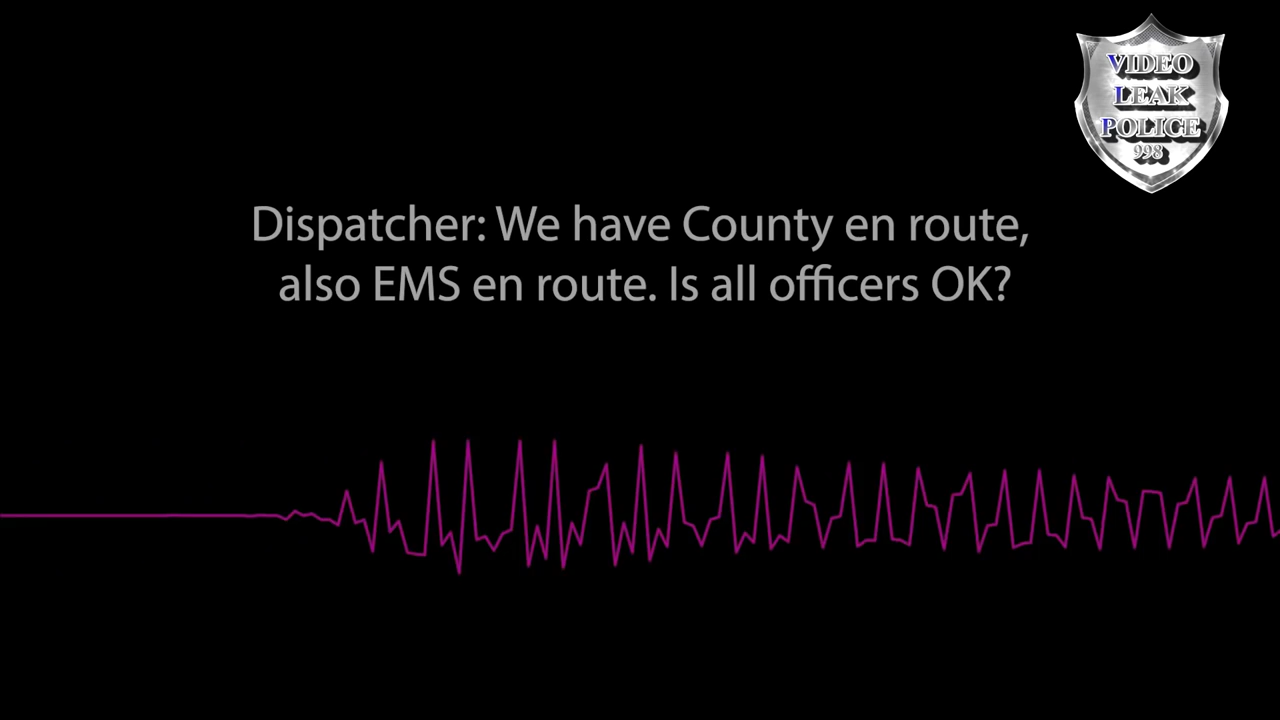 VIDEO
LEAK
POLICE
998
Dispatcher: We have County en route,
also EMS en route. Is all officers OK?